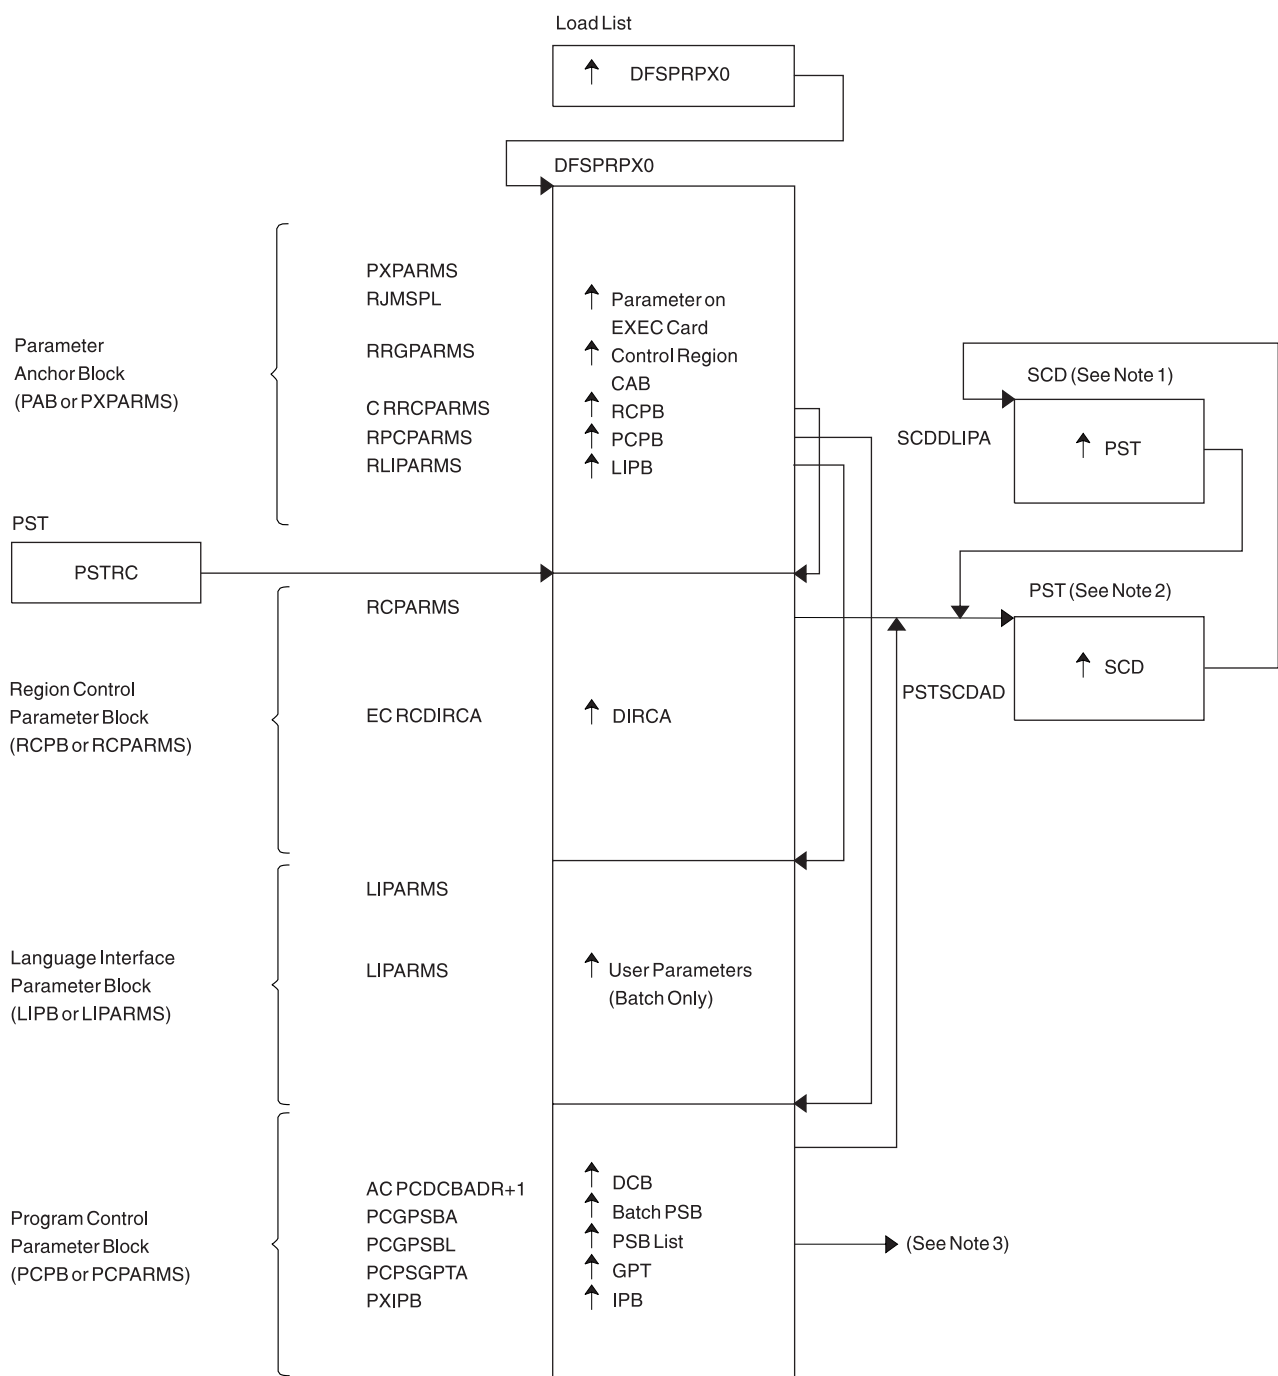 Load List
DFSPRPX0
DFSPRPX0
Parameter
Anchor Block
(PAB or PXPARMS)
PXPARMS
RJMSPL
RRGPARMS
C RRCPARMS
RPCPARMS
RLIPARMS
Parameter on
EXEC Card
Control Region
CAB
RCPB
PCPB
LIPB
SCDDLIPA
SCD (See Note 1)
PST
PST
PSTRC
Region Control
Parameter Block
(RCPB or RCPARMS)
RCPARMS
EC RCDIRCA
DIRCA
PSTSCDAD
PST (See Note 2)
SCD
Language Interface
Parameter Block
(LIPB or LIPARMS)
LIPARMS
LIPARMS
User Parameters
(Batch Only)
Program Control
Parameter Block
(PCPB or PCPARMS)
AC PCDCBADR+1
PCGPSBA
PCGPSBL
PCPSGPTA
PXIPB
DCB
Batch PSB
PSB List
GPT
IPB
(See Note 3)